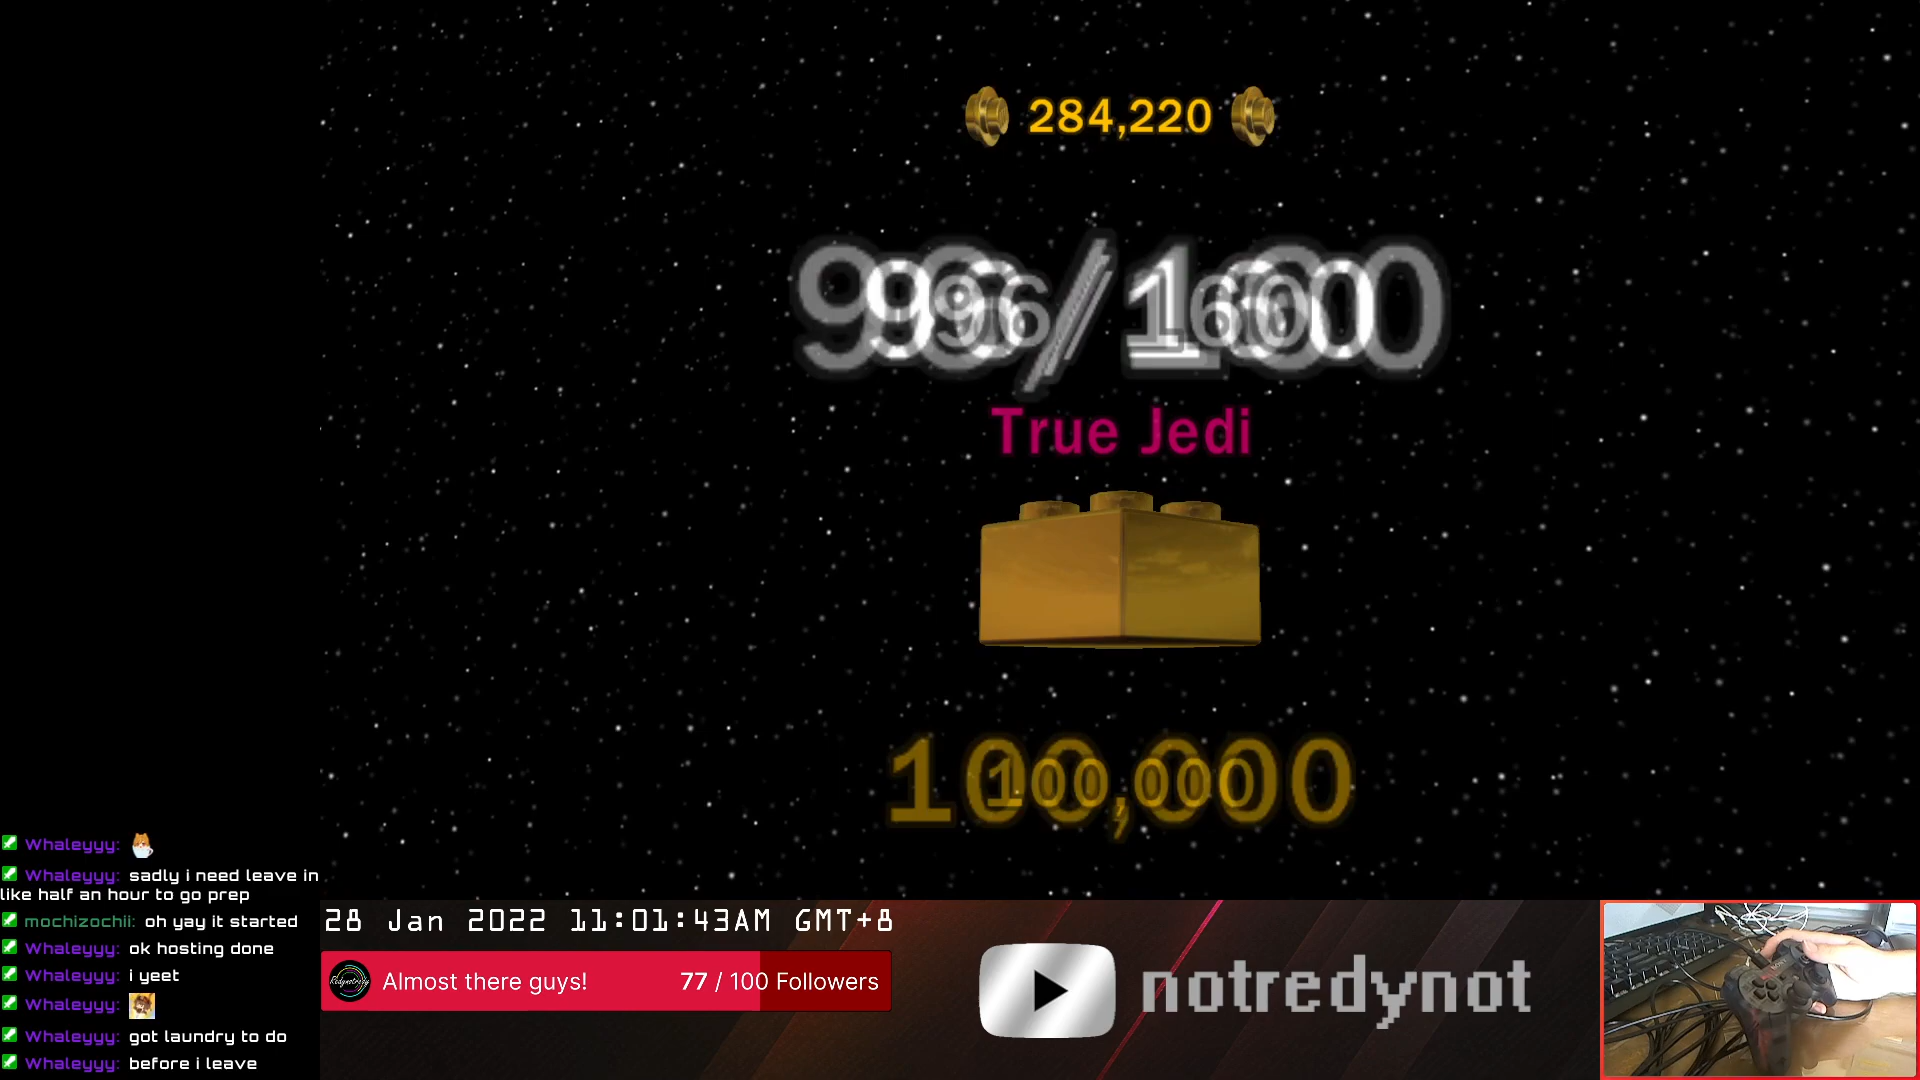 284,220
96/160
True Jedi
100,000
Whaleyyy:
Whaleyyy: sadly i need leave in
like half an hour to go prep
mochizochii: oh yay it started
Whaleyyy: ok hosting done
Whaleyyy: i yeet
Whaleyyy:
Whaleyyy: got laundry to do
Whaleyyy: before i leave
28 Jan 2022 11:01:43AM GMT+8
Almost there guys! 77 / 100 Followers
notredynot